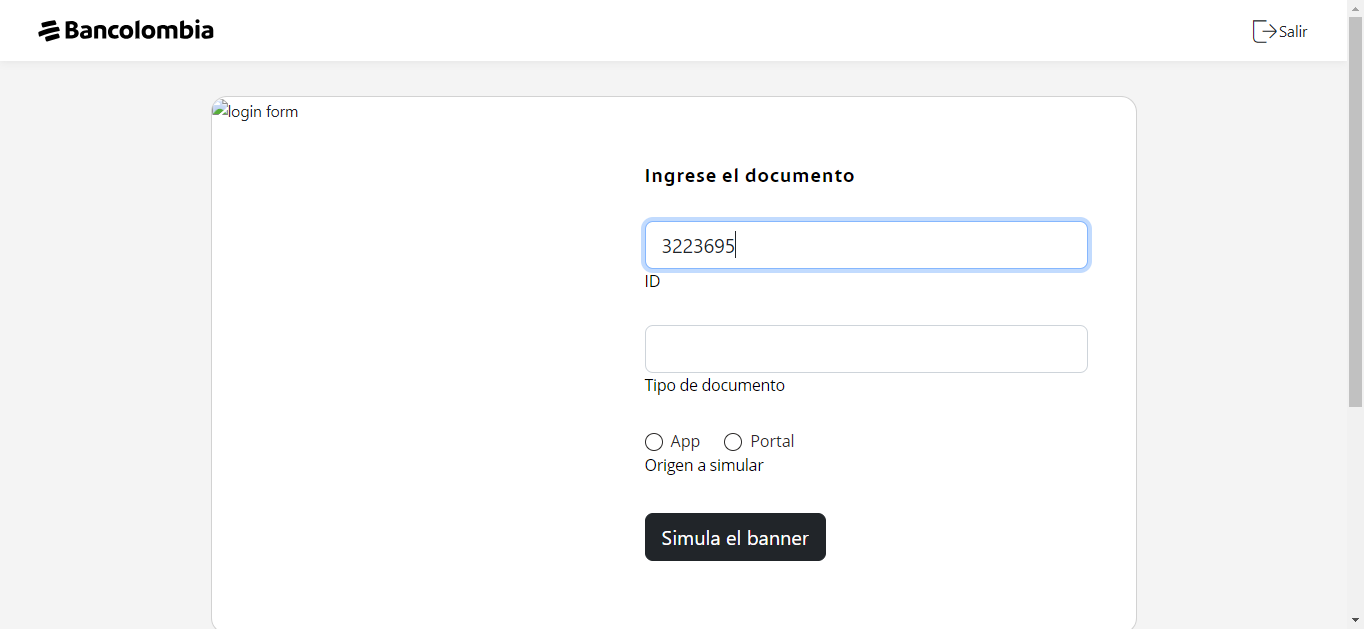 Bancolombia
Salir
login form
Ingrese el documento
3223695
ID
Tipo de documento
App Portal
Origen a simular
Simula el banner